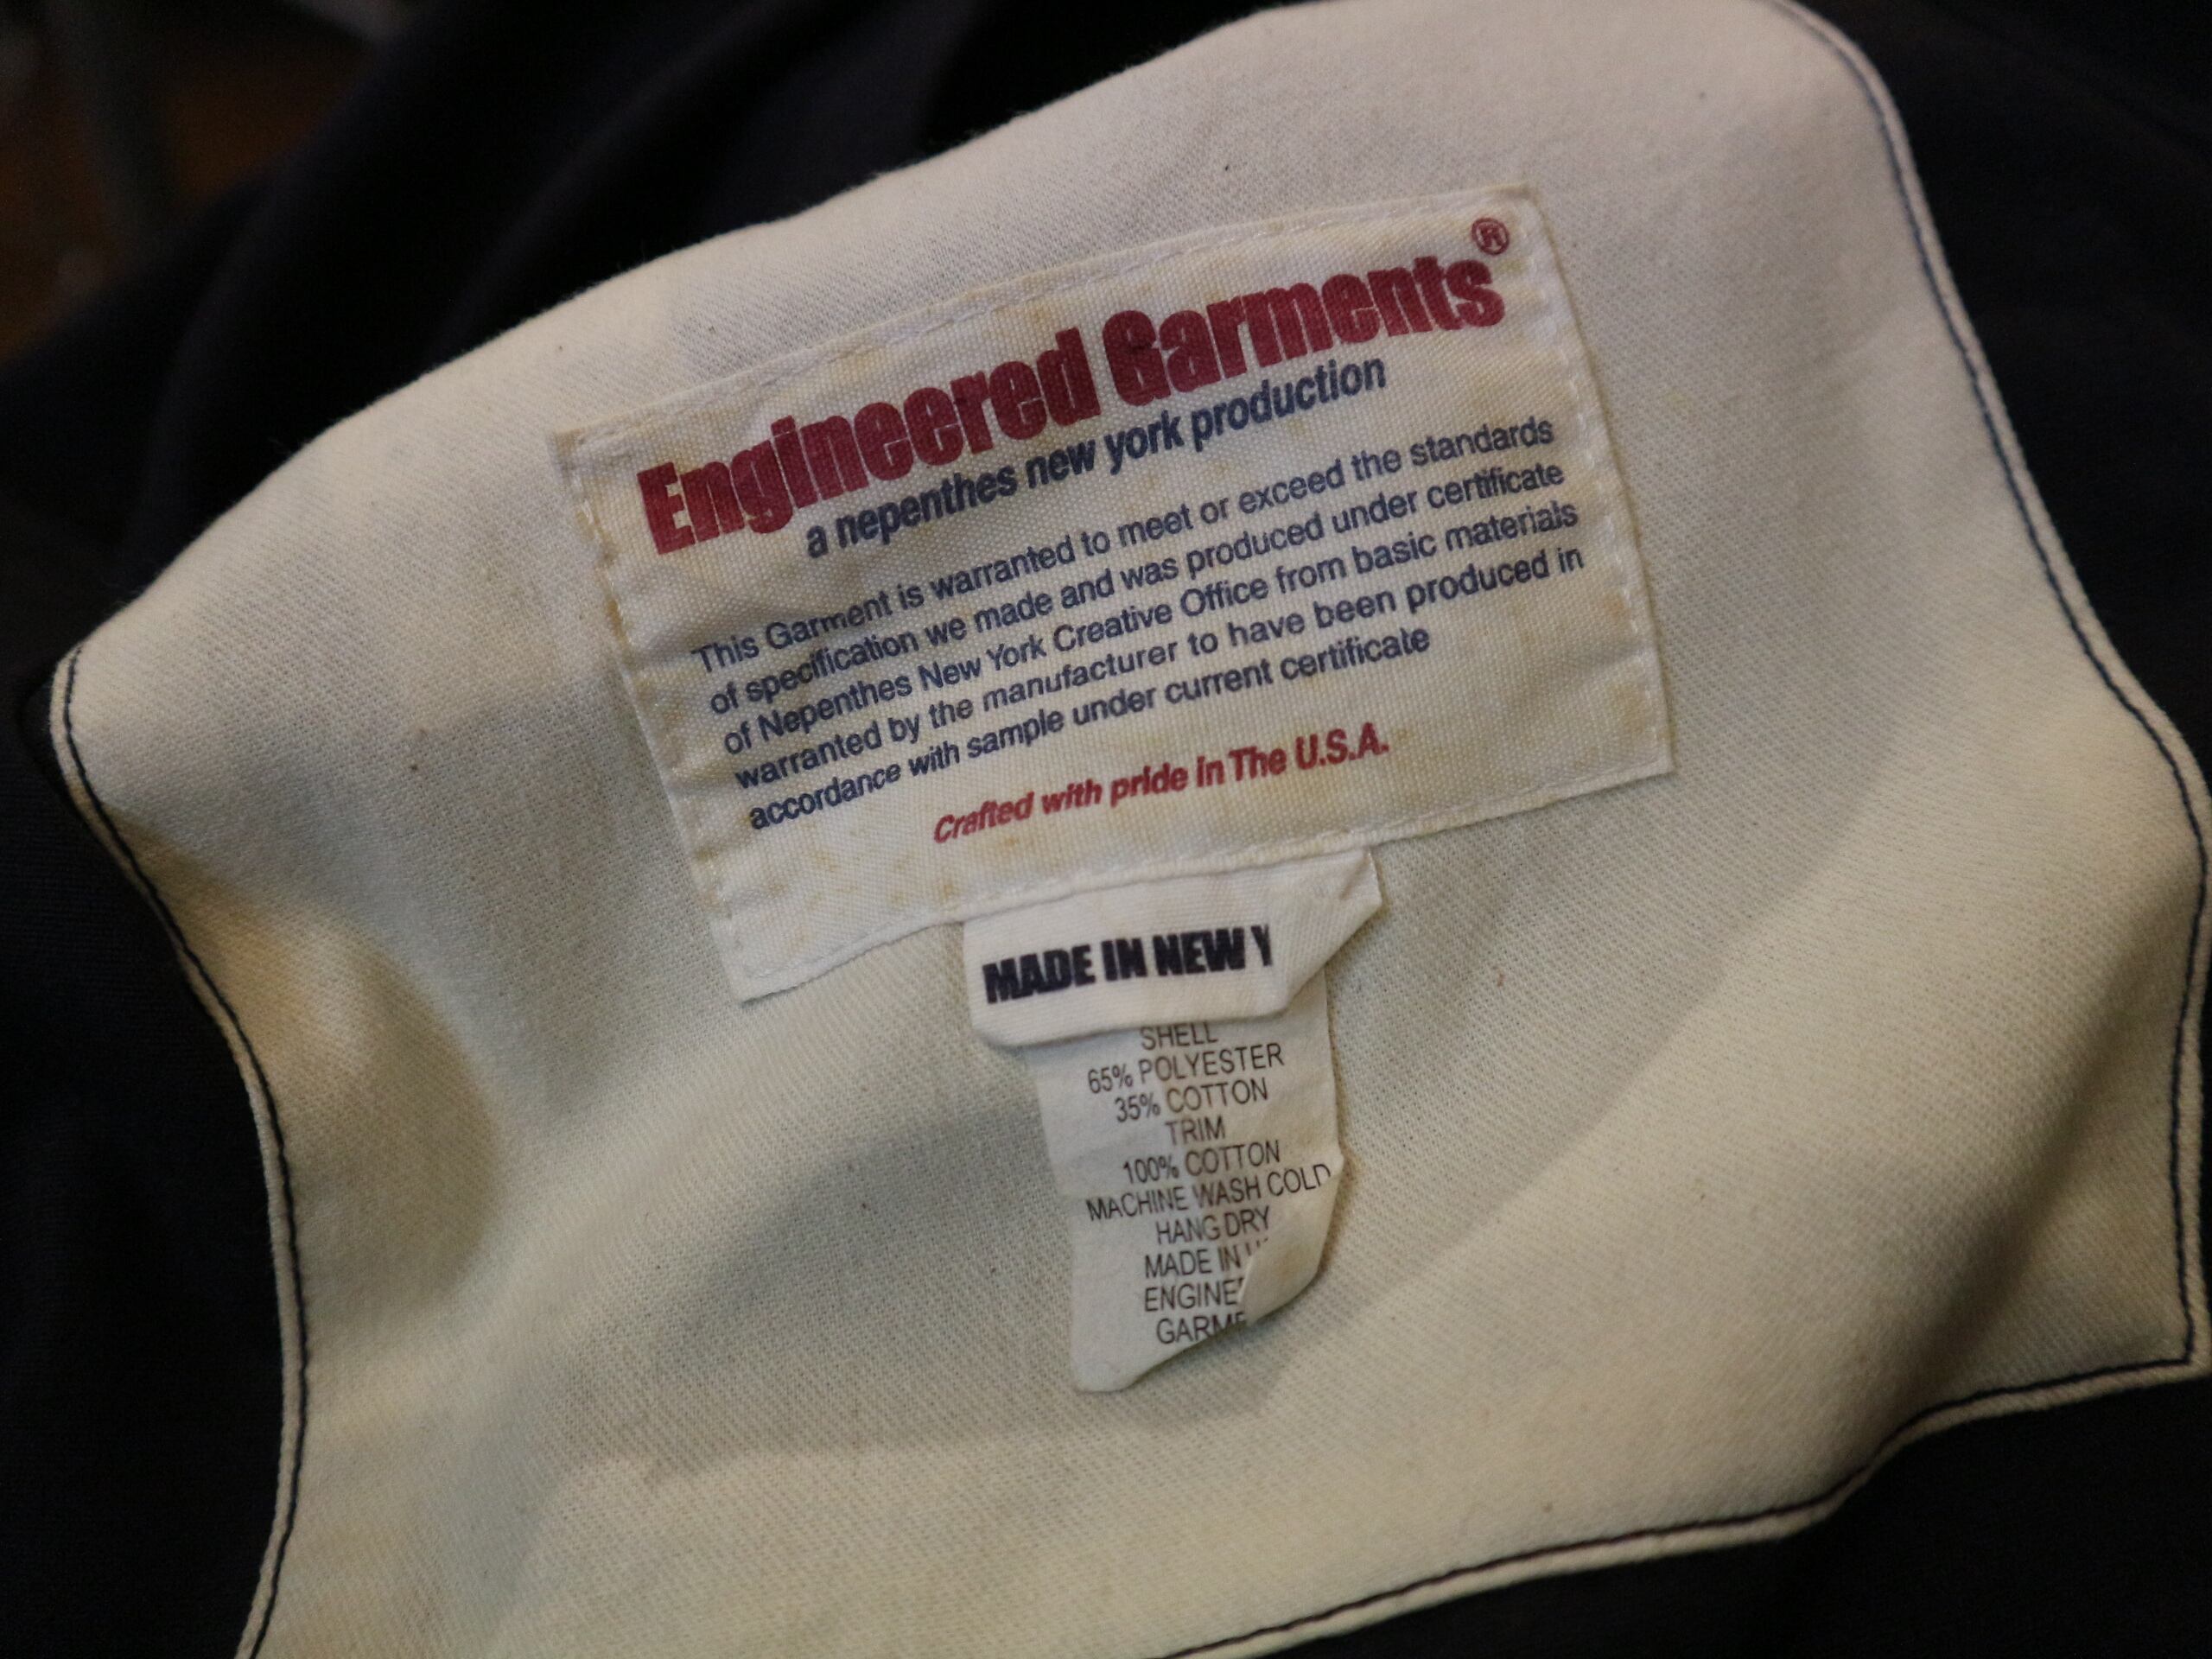 Engineered Garments®
a nepenthes new york production
This Garment is warranted to meet or exceed the standards
of specification we made and was produced under certificate
of Nepenthes New York Creative Office from basic materials
warranted by the manufacturer to have been produced in
accordance with sample under current certificate
Crafted with pride in The U.S.A.
MADE IN NEW Y
SHELL
65% POLYESTER
35% COTTON
TRIM
100% COTTON
MACHINE WASH COLD
HANG DRY
MADE IN
ENGINE
GARME